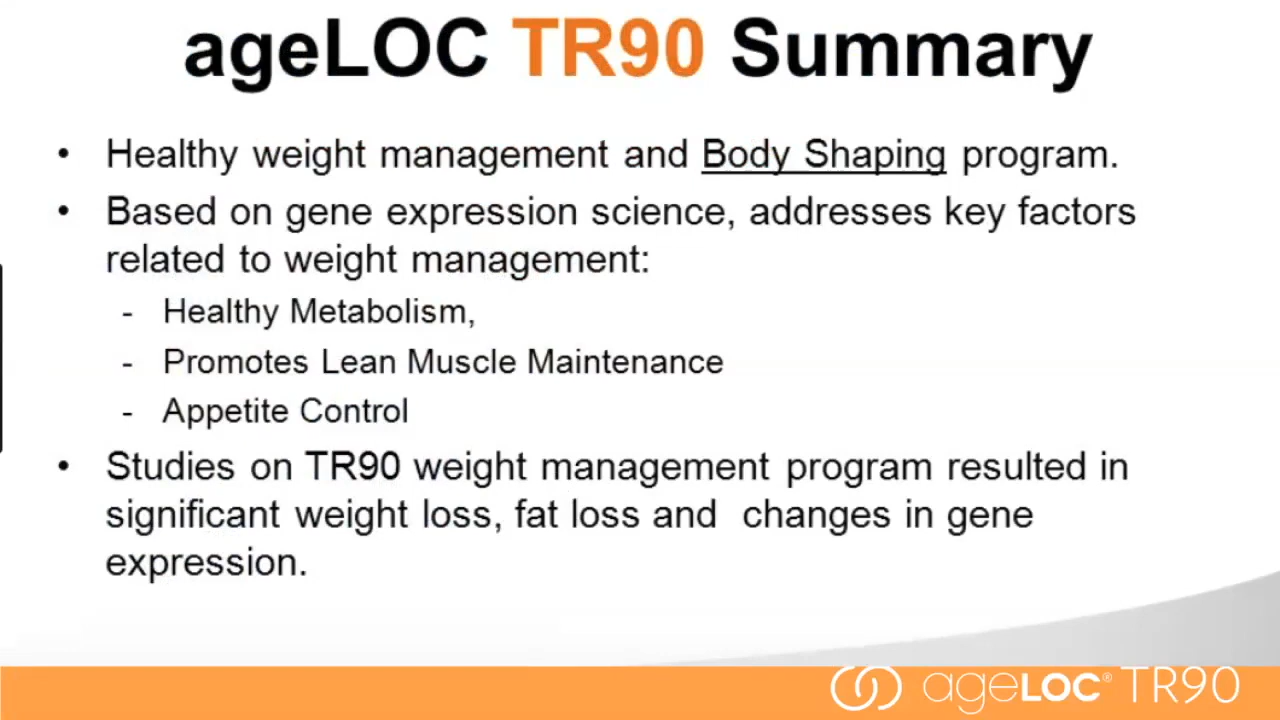 ageLOC TR90 Summary
• Healthy weight management and Body Shaping program.
• Based on gene expression science, addresses key factors
related to weight management:
- Healthy Metabolism,
- Promotes Lean Muscle Maintenance
- Appetite Control
• Studies on TR90 weight management program resulted in
significant weight loss, fat loss and changes in gene
expression.
ageLOC® TR90